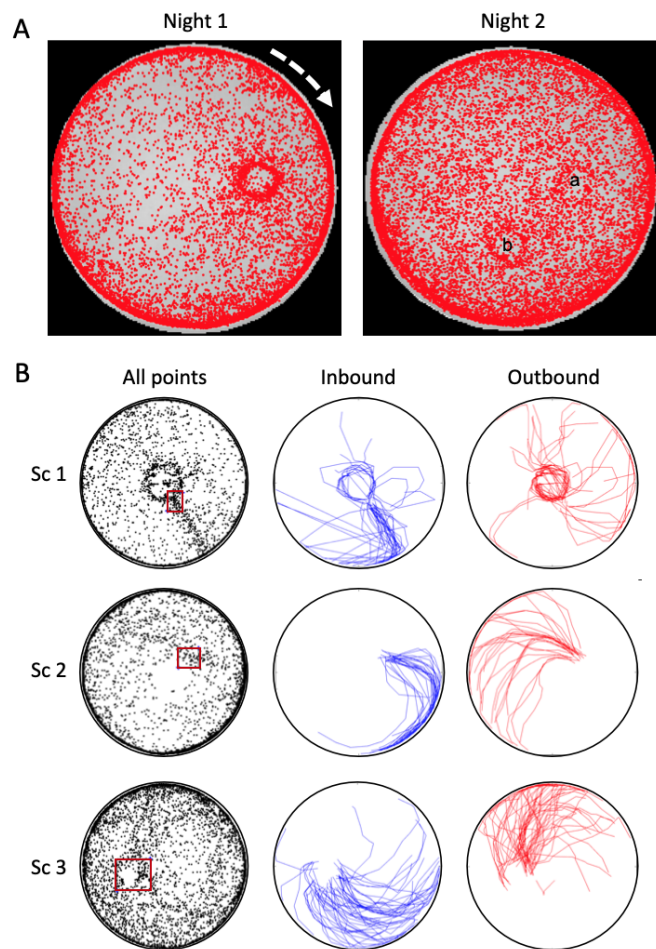 A
Night 1
Night 2
a
b
B
All points
Inbound
Outbound
Sc 1
Sc 2
Sc 3